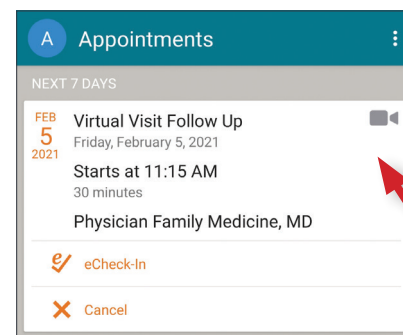 A Appointments
NEXT 7 DAYS
FEB
5
2021
Virtual Visit Follow Up
Friday, February 5, 2021
Starts at 11:15 AM
30 minutes
Physician Family Medicine, MD
eCheck-In
Cancel